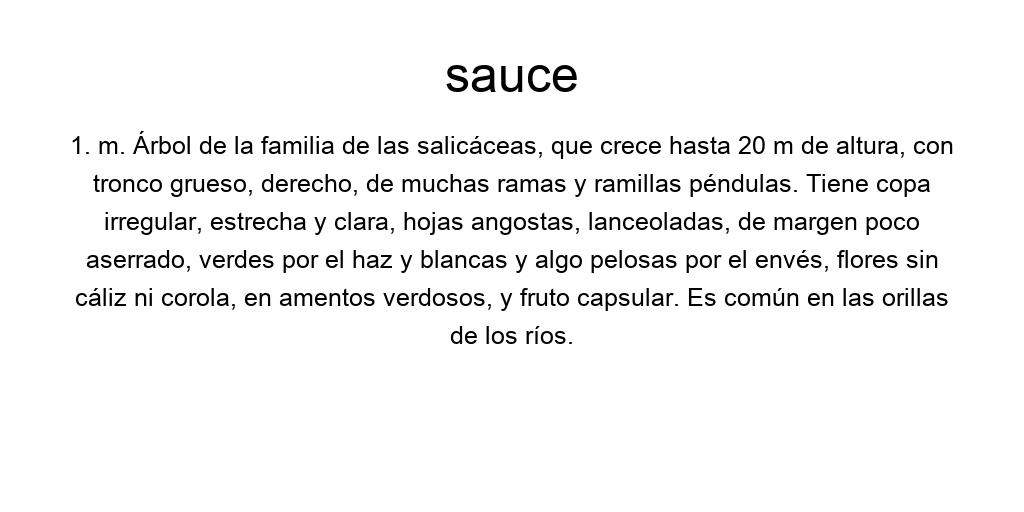 sauce
1. m. Árbol de la familia de las salicáceas, que crece hasta 20 m de altura, con
tronco grueso, derecho, de muchas ramas y ramillas péndulas. Tiene copa
irregular, estrecha y clara, hojas angostas, lanceoladas, de margen poco
aserrado, verdes por el haz y blancas y algo pelosas por el envés, flores sin
cáliz ni corola, en amentos verdosos, y fruto capsular. Es común en las orillas
de los ríos.